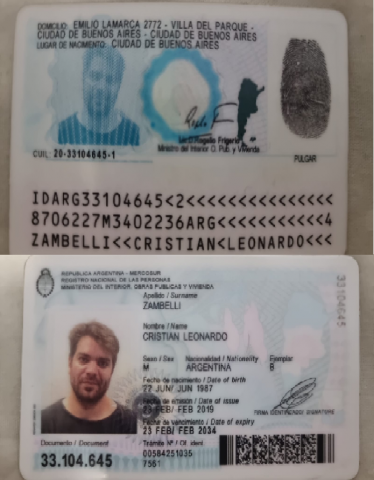 DOMICILIO: EMILIO LAMARCA 2772 - VILLA DEL PARQUE -
CIUDAD DE BUENOS AIRES - CIUDAD DE BUENOS AIRES
LUGAR DE NACIMIENTO: CIUDAD DE BUENOS AIRES
Rogelio Frigerio
Ministro del Interior O. Pub. y Vivienda
CUIL: 20-33104645-1
PULGAR
IDARG33104645<2<<<<<<<<<<<<<<<
8706227M3402236ARG<<<<<<<<<<<4
ZAMBELLI<<CRISTIAN<LEONARDO<<<
REPUBLICA ARGENTINA - MERCOSUR
REGISTRO NACIONAL DE LAS PERSONAS
MINISTERIO DEL INTERIOR, OBRAS PUBLICAS Y VIVIENDA
Apellido / Surname
ZAMBELLI
Nombre / Name
CRISTIAN LEONARDO
Sexo / Sex Nacionalidad / Nationality Ejemplar
M ARGENTINA B
Fecha de nacimiento / Date of birth
22 JUN/ JUN 1987
Fecha de emisión / Date of issue
FEB/ FEB 2019
Fecha de vencimiento / Date of expiry
23 FEB/ FEB 2034
FIRMA IDENTIFICADO/ SIGNATURE
Documento / Document
33.104.645
Trámite Nº / Of. ident
00584251035
7561
33104645